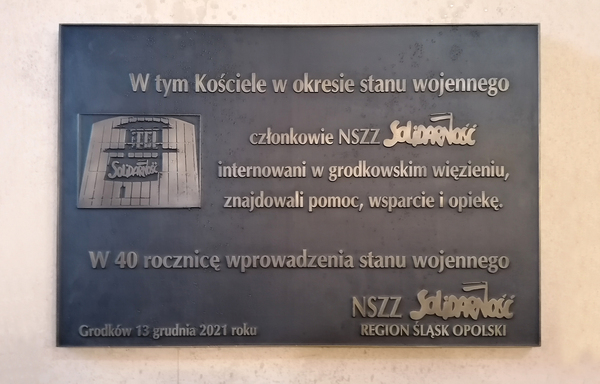 W tym Kościele w okresie stanu wojennego
członkowie NSZZ Solidarność
Solidarność
internowani w grodkowskim więzieniu,
znajdowali pomoc, wsparcie i opiekę.
W 40 rocznicę wprowadzenia stanu wojennego
NSZZ Solidarność
Grodków 13 grudnia 2021 roku
REGION ŚLĄSK OPOLSKI